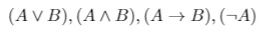 (A ∨ B), (A ∧ B), (A → B), (¬A)